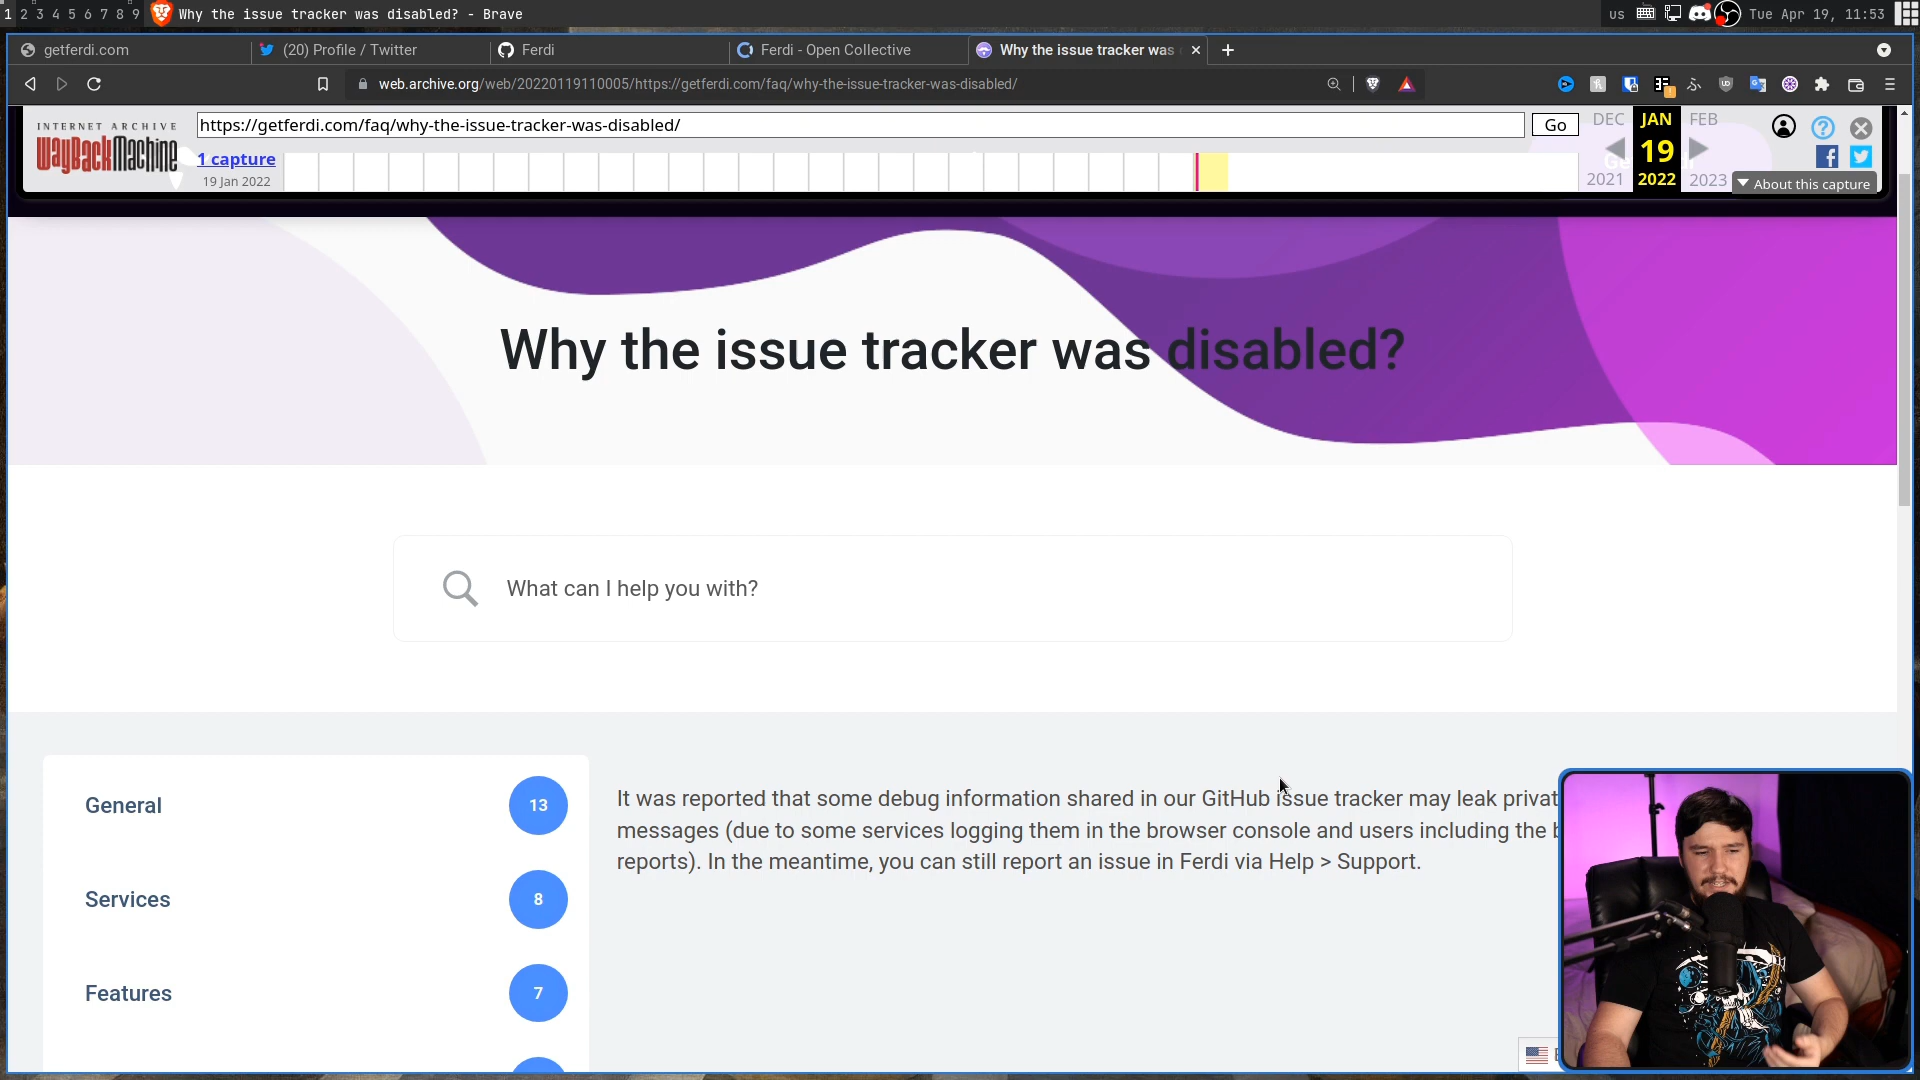 1 2 3 4 5 6 7 8 9 Why the issue tracker was disabled? - Brave us Tue Apr 19, 11:53
getferdi.com (20) Profile / Twitter Ferdi Ferdi - Open Collective Why the issue tracker was
web.archive.org/web/20220119110005/https://getferdi.com/faq/why-the-issue-tracker-was-disabled/
INTERNET ARCHIVE
WayBackMachine
https://getferdi.com/faq/why-the-issue-tracker-was-disabled/ Go
DEC JAN FEB
1 capture
19 Jan 2022
19
2021 2022 2023
About this capture
Why the issue tracker was disabled?
What can I help you with?
General 13
Services 8
Features 7
It was reported that some debug information shared in our GitHub issue tracker may leak privat
messages (due to some services logging them in the browser console and users including the
reports). In the meantime, you can still report an issue in Ferdi via Help > Support.